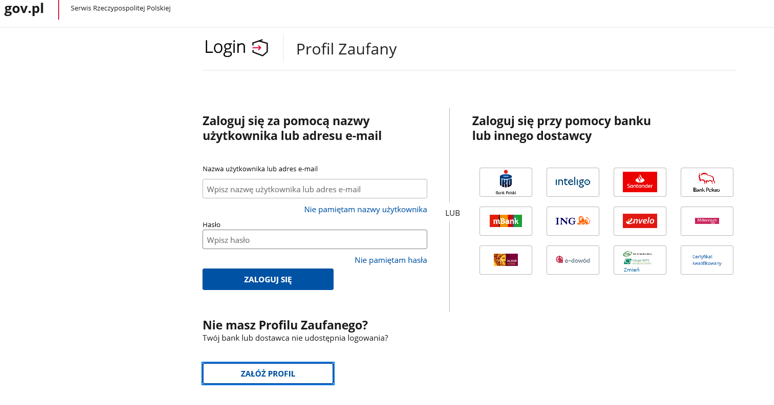 gov.pl
Serwis Rzeczypospolitej Polskiej
Login
Profil Zaufany
Zaloguj się za pomocą nazwy
użytkownika lub adresu e-mail
Nazwa użytkownika lub adres e-mail
Wpisz nazwę użytkownika lub adres e-mail
Nie pamiętam nazwy użytkownika
Hasło
Wpisz hasło
Nie pamiętam hasła
ZALOGUJ SIĘ
LUB
Zaloguj się przy pomocy banku
lub innego dostawcy
Bank Polski
inteligo
Santander
Bank Pekao
mBank
ING
envelo
Millennium
e-dowód
Zmień
Certyfikat
kwalifikowany
Nie masz Profilu Zaufanego?
Twój bank lub dostawca nie udostępnia logowania?
ZAŁÓŻ PROFIL